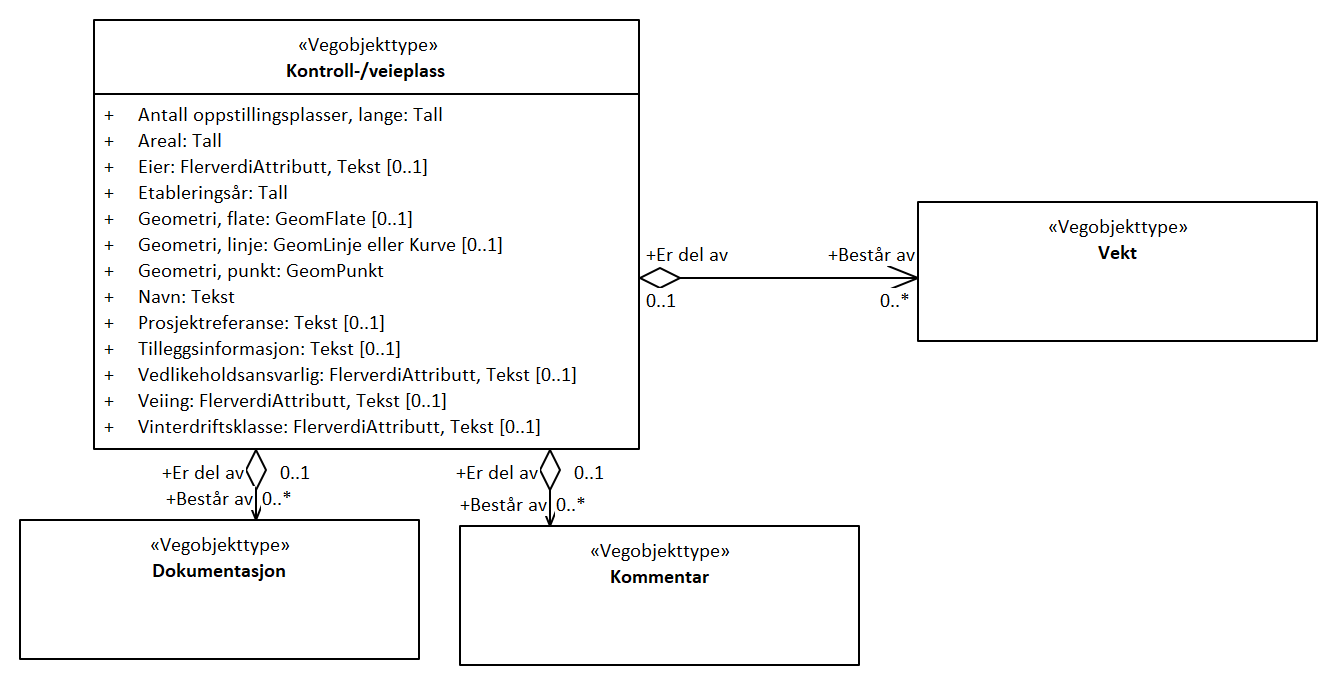 «Vegobjekttype»
Kontroll-/veieplass
+ Antall oppstillingsplasser, lange: Tall
+ Areal: Tall
+ Eier: FlerverdiAttributt, Tekst [0..1]
+ Etableringsår: Tall
+ Geometri, flate: GeomFlate [0..1]
+ Geometri, linje: GeomLinje eller Kurve [0..1]
+ Geometri, punkt: GeomPunkt
+ Navn: Tekst
+ Prosjektreferanse: Tekst [0..1]
+ Tilleggsinformasjon: Tekst [0..1]
+ Vedlikeholdsansvarlig: FlerverdiAttributt, Tekst [0..1]
+ Veiing: FlerverdiAttributt, Tekst [0..1]
+ Vinterdriftsklasse: FlerverdiAttributt, Tekst [0..1]
+Er del av +Består av
0..1 0..*
«Vegobjekttype»
Vekt
+Er del av 0..1
+Består av 0..*
«Vegobjekttype»
Dokumentasjon
+Er del av 0..1
+Består av 0..*
«Vegobjekttype»
Kommentar